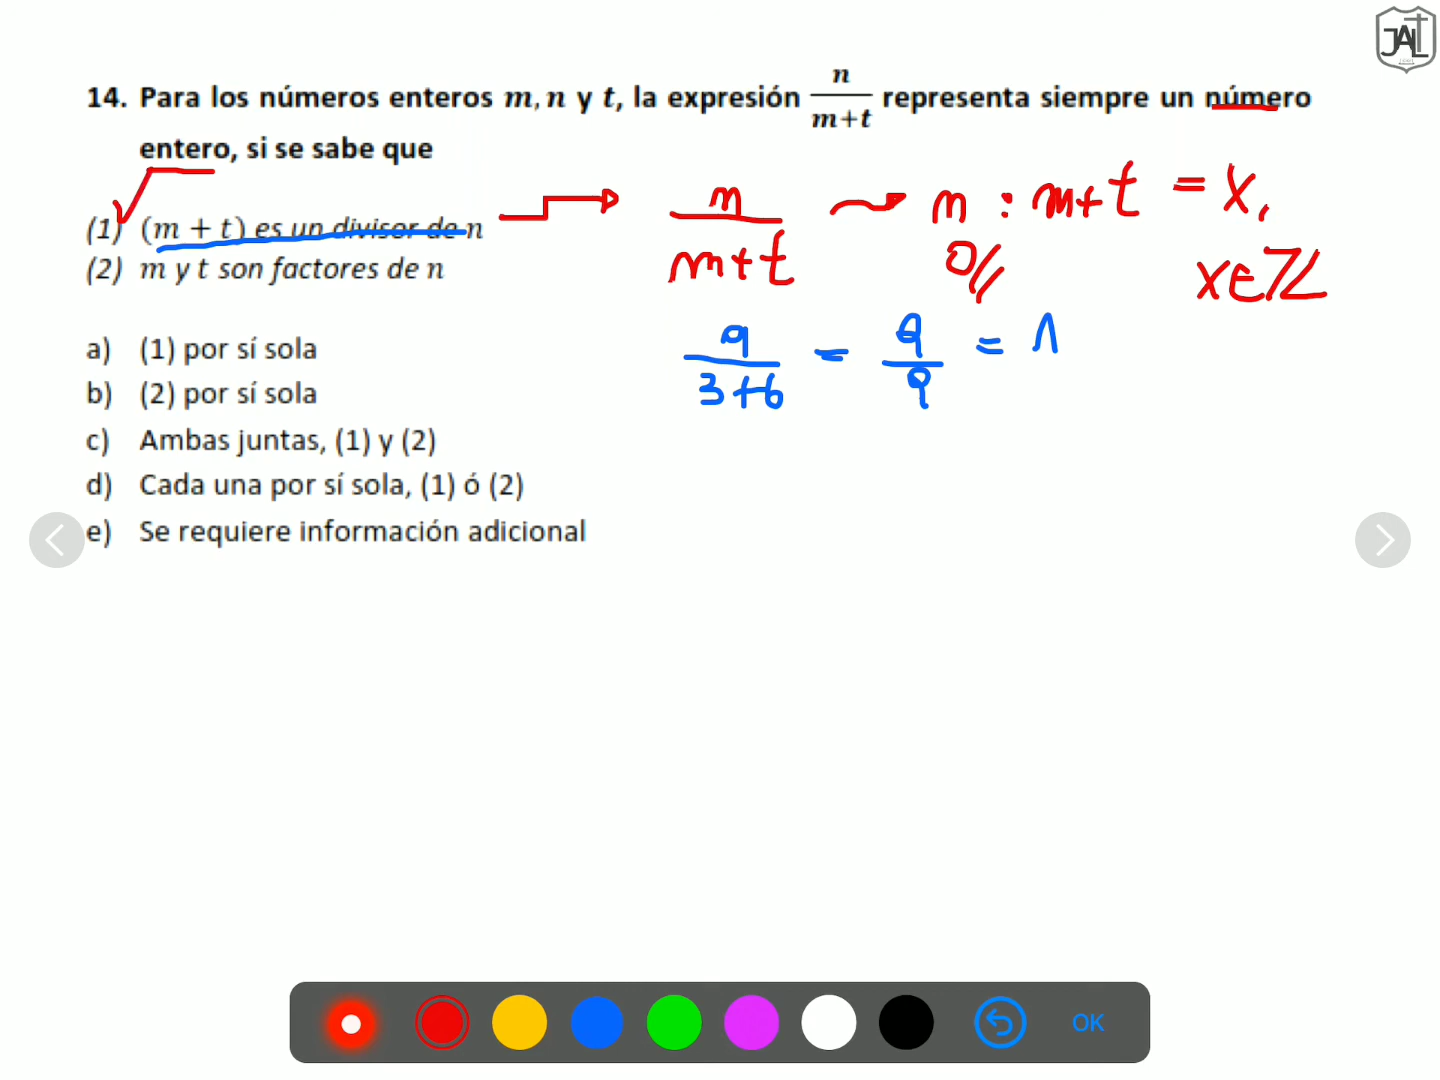 JALT
14. Para los números enteros m, n y t, la expresión n/(m+t) representa siempre un número
entero, si se sabe que
(1) (m + t) es un divisor de n
(2) m y t son factores de n
a) (1) por sí sola
b) (2) por sí sola
c) Ambas juntas, (1) y (2)
d) Cada una por sí sola, (1) ó (2)
e) Se requiere información adicional
n/(m+t) n : m+t = x,
0// x∈ℤ
9/(3+6) = 9/9 = 1
OK